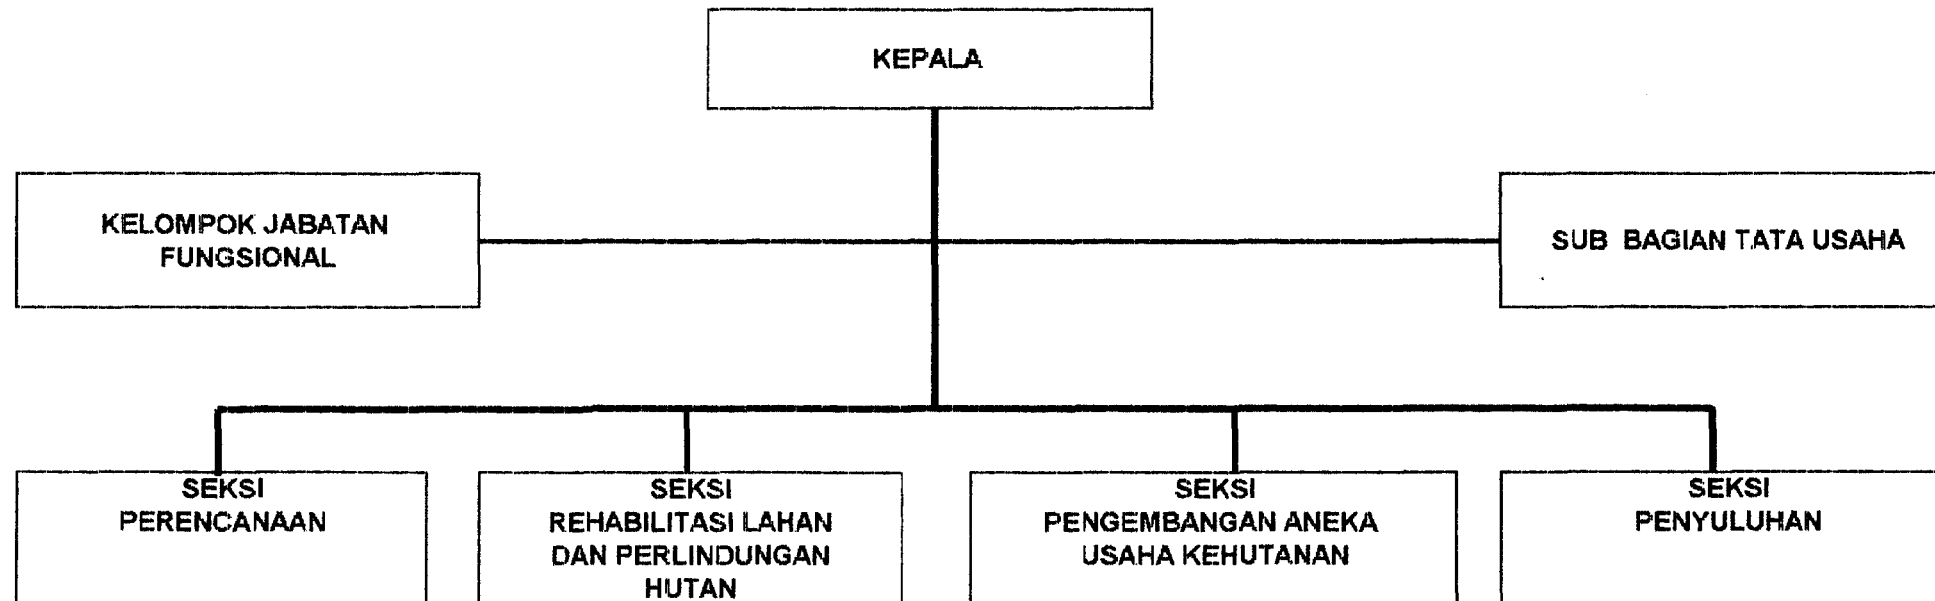 KEPALA
KELOMPOK JABATAN
FUNGSIONAL
SUB BAGIAN TATA USAHA
SEKSI
PERENCANAAN
SEKSI
REHABILITASI LAHAN
DAN PERLINDUNGAN
HUTAN
SEKSI
PENGEMBANGAN ANEKA
USAHA KEHUTANAN
SEKSI
PENYULUHAN